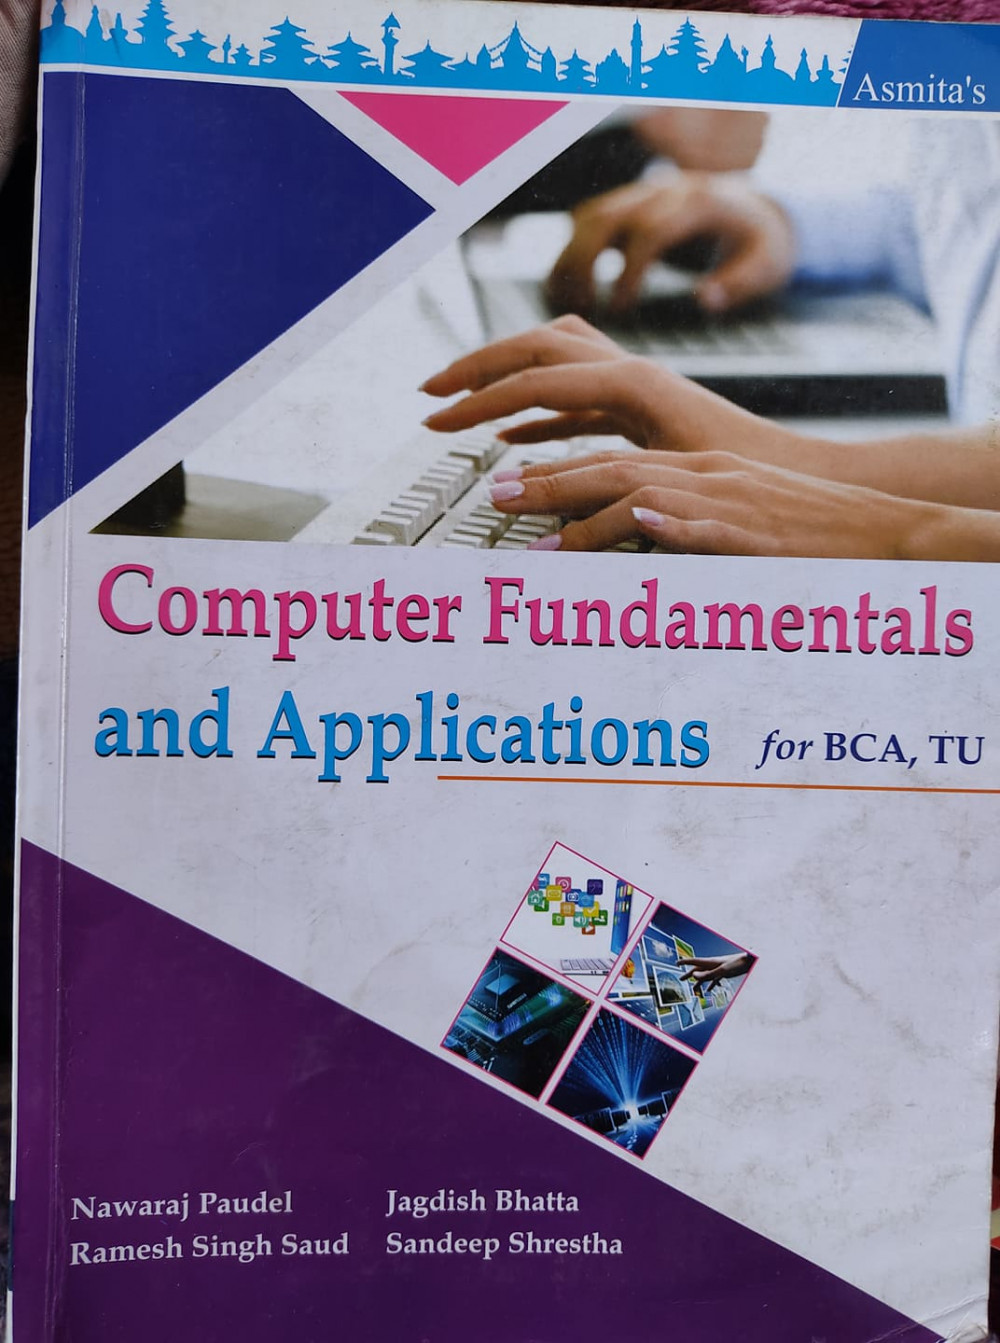 Asmita's
Computer Fundamentals
and Applications for BCA, TU
Nawaraj Paudel Jagdish Bhatta
Ramesh Singh Saud Sandeep Shrestha